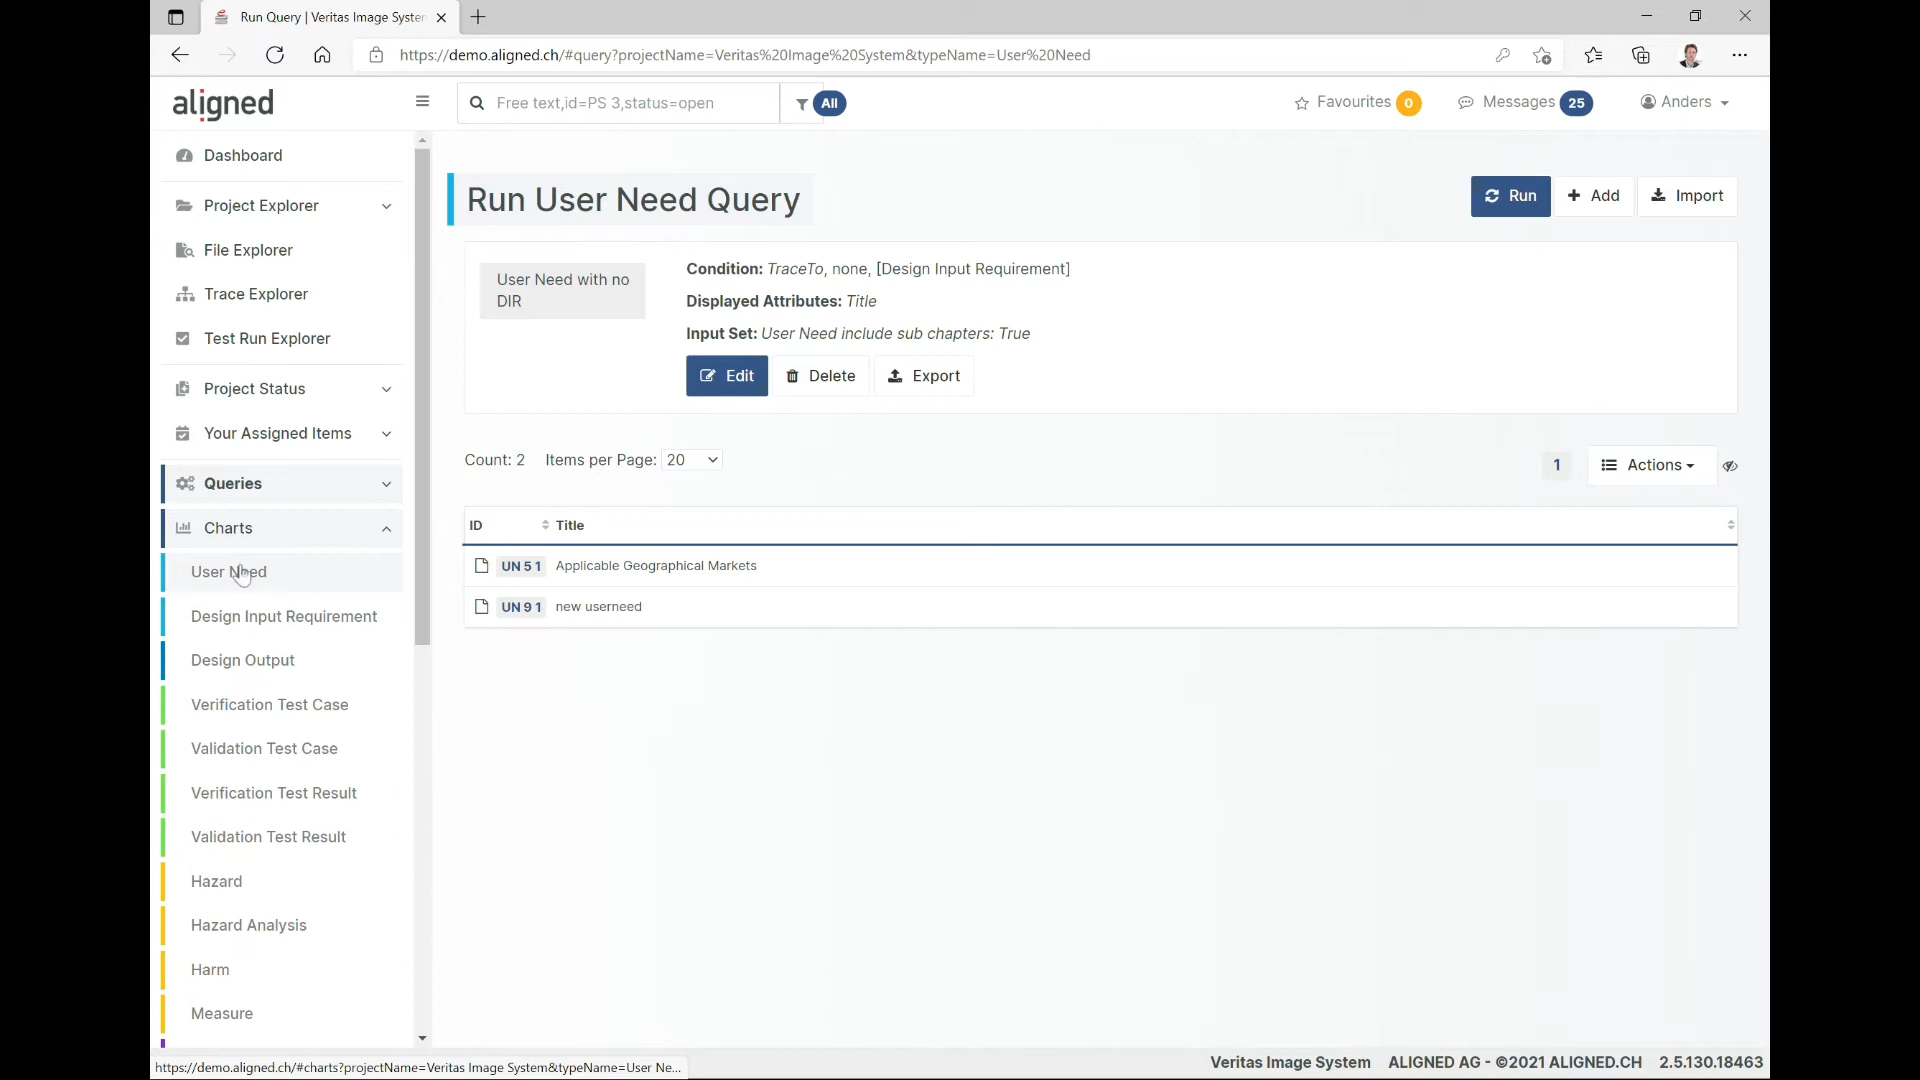 Run Query | Veritas Image System
https://demo.aligned.ch/#query?projectName=Veritas%20Image%20System&typeName=User%20Need
aligned
Free text,id=PS 3,status=open
All
Favourites 0
Messages 25
Anders
Dashboard
Project Explorer
File Explorer
Trace Explorer
Test Run Explorer
Project Status
Your Assigned Items
Queries
Charts
User Need
Design Input Requirement
Design Output
Verification Test Case
Validation Test Case
Verification Test Result
Validation Test Result
Hazard
Hazard Analysis
Harm
Measure
Run User Need Query
Run
Add
Import
User Need with no
DIR
Condition: TraceTo, none, [Design Input Requirement]
Displayed Attributes: Title
Input Set: User Need include sub chapters: True
Edit
Delete
Export
Count: 2 Items per Page: 20
1
Actions
ID Title
UN 5 1 Applicable Geographical Markets
UN 9 1 new userneed
https://demo.aligned.ch/#charts?projectName=Veritas Image System&typeName=User Ne...
Veritas Image System ALIGNED AG - ©2021 ALIGNED.CH 2.5.130.18463